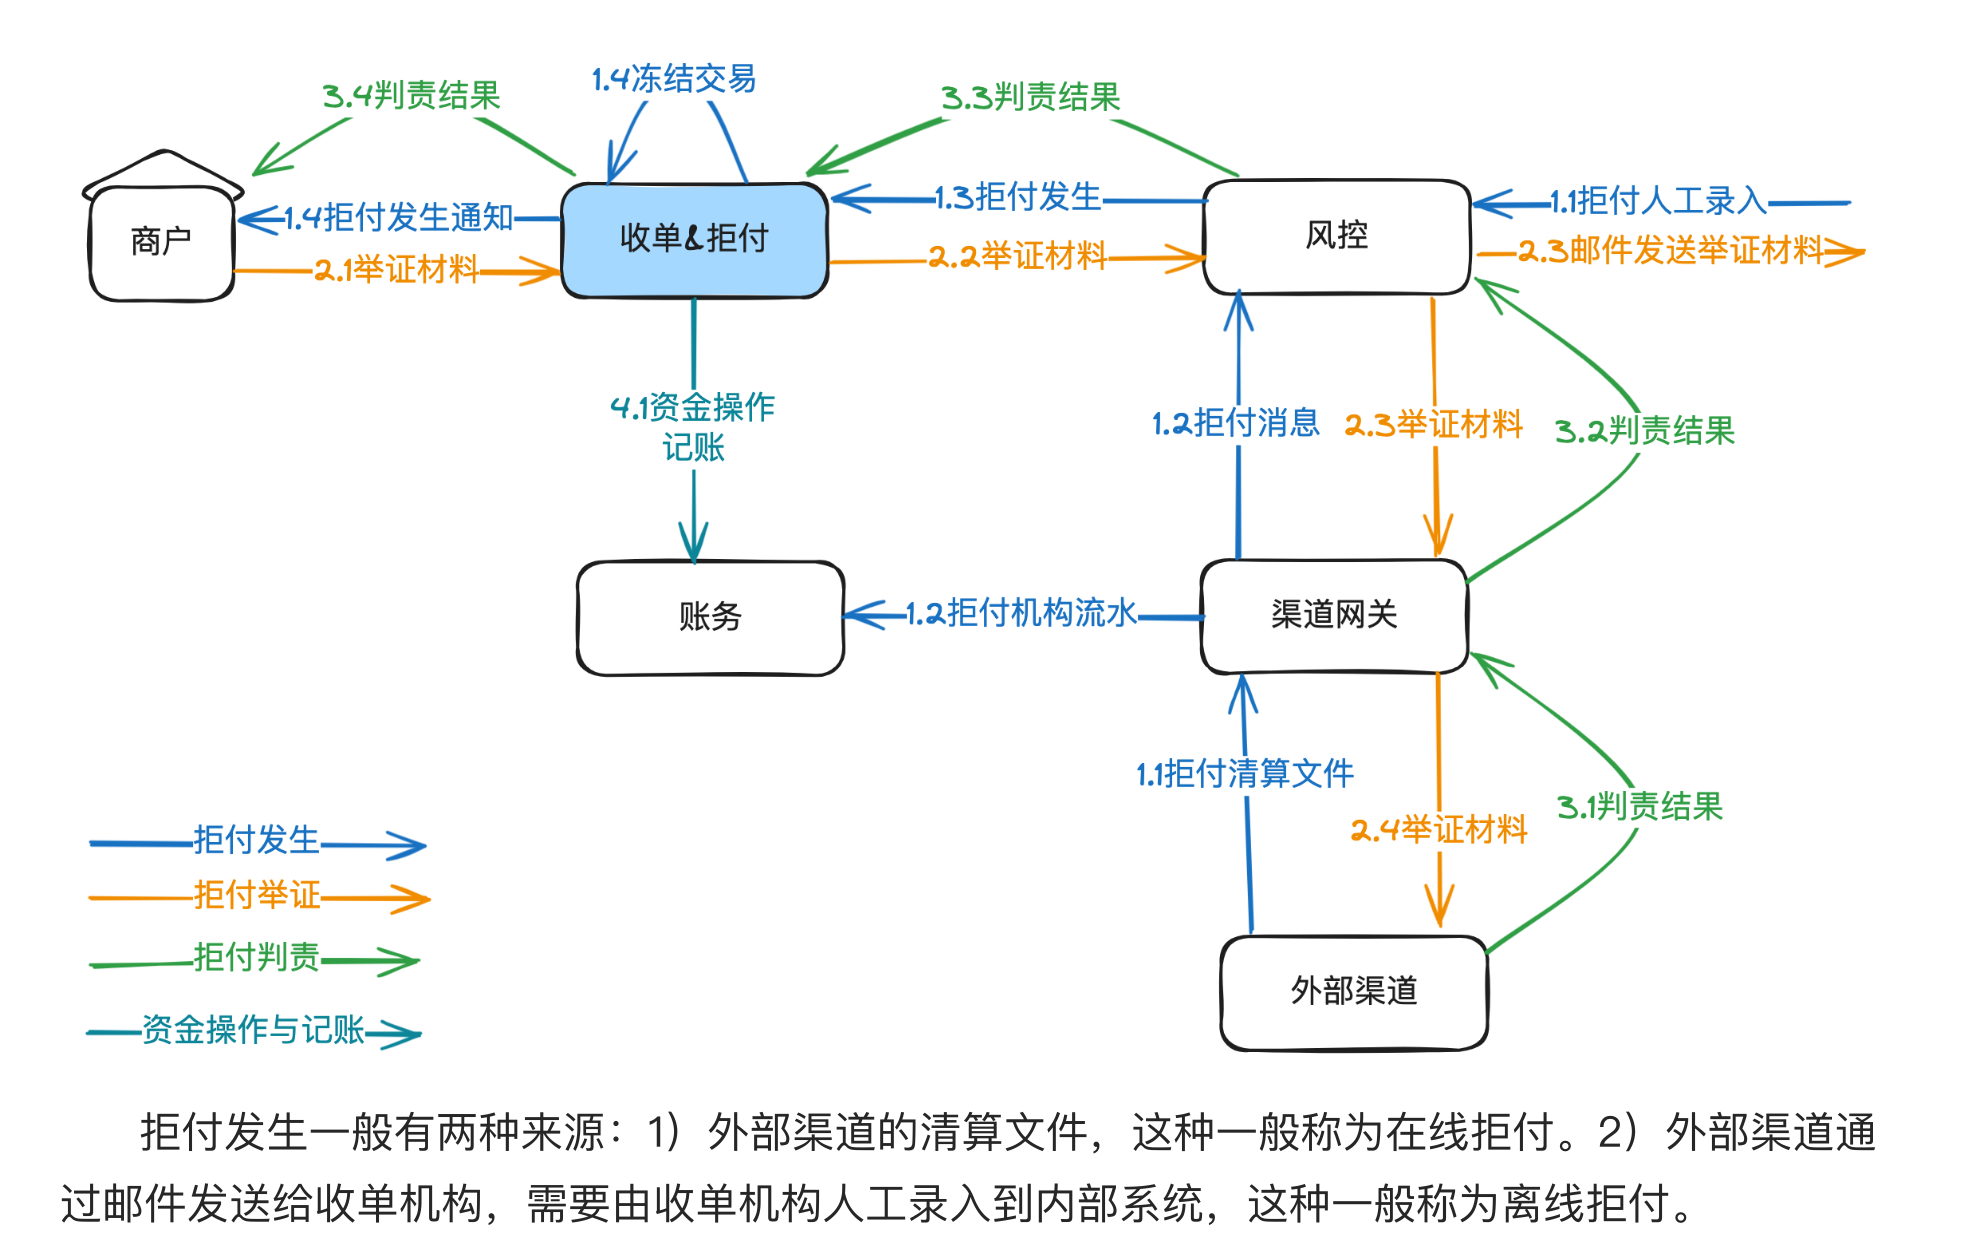 1.4冻结交易
3.4判责结果
3.3判责结果
1.3拒付发生
1.1拒付人工录入
1.4拒付发生通知
商户
收单&拒付
风控
2.2举证材料
2.3邮件发送举证材料
2.1举证材料
4.1资金操作
记账
1.2拒付消息
2.3举证材料
3.2判责结果
账务
1.2拒付机构流水
渠道网关
1.1拒付清算文件
3.1判责结果
2.4举证材料
拒付发生
拒付举证
拒付判责
外部渠道
资金操作与记账
拒付发生一般有两种来源：1）外部渠道的清算文件，这种一般称为在线拒付。2）外部渠道通
过邮件发送给收单机构，需要由收单机构人工录入到内部系统，这种一般称为离线拒付。